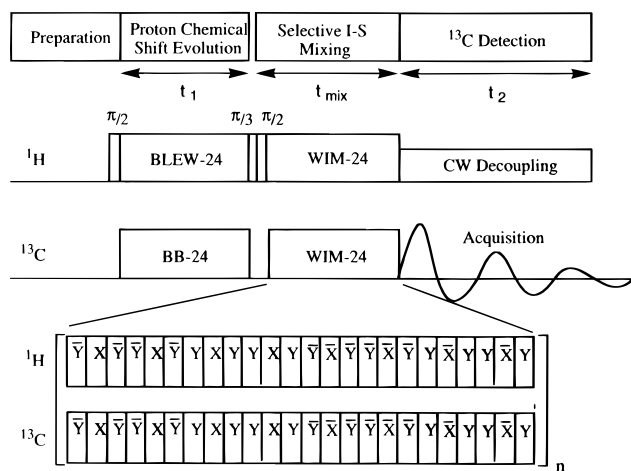 Preparation
Proton Chemical
Shift Evolution
Selective I-S
Mixing
¹³C Detection
t₁
t mix
t₂
π/2
π/3
π/2
¹H
BLEW-24
WIM-24
CW Decoupling
¹³C
BB-24
WIM-24
Acquisition
¹H
Ȳ X Ȳ Ȳ X Ȳ Y X Y Y X Y Ȳ X̄ Ȳ Ȳ X̄ Ȳ Y X̄ Y Y X̄ Y
¹³C
Ȳ X Ȳ Ȳ X Ȳ Y X Y Y X Y Ȳ X̄ Ȳ Ȳ X̄ Ȳ Y X̄ Y Y X̄ Y
n